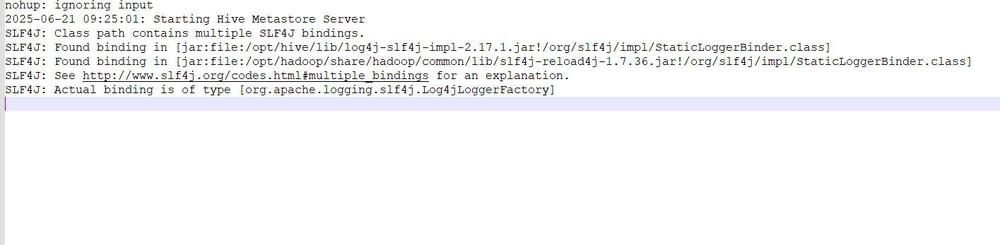 nohup: ignoring input
2025-06-21 09:25:01: Starting Hive Metastore Server
SLF4J: Class path contains multiple SLF4J bindings.
SLF4J: Found binding in [jar:file:/opt/hive/lib/log4j-slf4j-impl-2.17.1.jar!/org/slf4j/impl/StaticLoggerBinder.class]
SLF4J: Found binding in [jar:file:/opt/hadoop/share/hadoop/common/lib/slf4j-reload4j-1.7.36.jar!/org/slf4j/impl/StaticLoggerBinder.class]
SLF4J: See http://www.slf4j.org/codes.html#multiple_bindings for an explanation.
SLF4J: Actual binding is of type [org.apache.logging.slf4j.Log4jLoggerFactory]